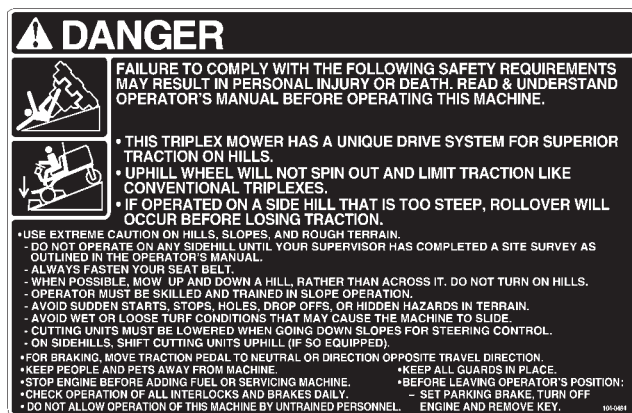 DANGER
FAILURE TO COMPLY WITH THE FOLLOWING SAFETY REQUIREMENTS
MAY RESULT IN PERSONAL INJURY OR DEATH. READ & UNDERSTAND
OPERATOR'S MANUAL BEFORE OPERATING THIS MACHINE.
• THIS TRIPLEX MOWER HAS A UNIQUE DRIVE SYSTEM FOR SUPERIOR
TRACTION ON HILLS.
• UPHILL WHEEL WILL NOT SPIN OUT AND LIMIT TRACTION LIKE
CONVENTIONAL TRIPLEXES.
• IF OPERATED ON A SIDE HILL THAT IS TOO STEEP, ROLLOVER WILL
OCCUR BEFORE LOSING TRACTION.
• USE EXTREME CAUTION ON HILLS, SLOPES, AND ROUGH TERRAIN.
- DO NOT OPERATE ON ANY SIDEHILL UNTIL YOUR SUPERVISOR HAS COMPLETED A SITE SURVEY AS
OUTLINED IN THE OPERATOR'S MANUAL.
- ALWAYS FASTEN YOUR SEAT BELT.
- WHEN POSSIBLE, MOW UP AND DOWN A HILL, RATHER THAN ACROSS IT. DO NOT TURN ON HILLS.
- OPERATOR MUST BE SKILLED AND TRAINED IN SLOPE OPERATION.
- AVOID SUDDEN STARTS, STOPS, HOLES, DROP OFFS, OR HIDDEN HAZARDS IN TERRAIN.
- AVOID WET OR LOOSE TURF CONDITIONS THAT MAY CAUSE THE MACHINE TO SLIDE.
- CUTTING UNITS MUST BE LOWERED WHEN GOING DOWN SLOPES FOR STEERING CONTROL.
- ON SIDEHILLS, SHIFT CUTTING UNITS UPHILL (IF SO EQUIPPED).
• FOR BRAKING, MOVE TRACTION PEDAL TO NEUTRAL OR DIRECTION OPPOSITE TRAVEL DIRECTION.
• KEEP PEOPLE AND PETS AWAY FROM MACHINE.
• STOP ENGINE BEFORE ADDING FUEL OR SERVICING MACHINE.
• CHECK OPERATION OF ALL INTERLOCKS AND BRAKES DAILY.
• DO NOT ALLOW OPERATION OF THIS MACHINE BY UNTRAINED PERSONNEL.
• KEEP ALL GUARDS IN PLACE.
• BEFORE LEAVING OPERATOR'S POSITION:
- SET PARKING BRAKE, TURN OFF
ENGINE AND REMOVE KEY.